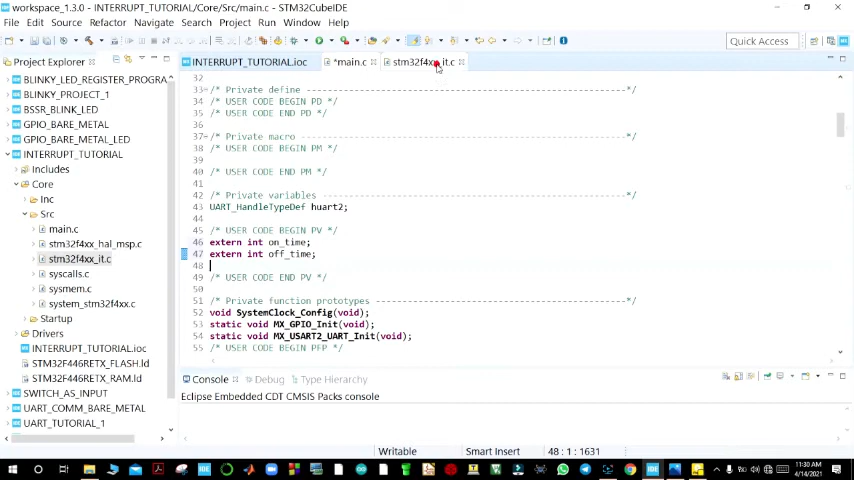 workspace_1.3.0 - INTERRUPT_TUTORIAL/Core/Src/main.c - STM32CubeIDE
File Edit Source Refactor Navigate Search Project Run Window Help
Quick Access
Project Explorer
INTERRUPT_TUTORIAL.ioc
*main.c
stm32f4xx_it.c
BLINKY_LED_REGISTER_PROGRA
BLINKY_PROJECT_1
BSSR_BLINK_LED
GPIO_BARE_METAL
GPIO_BARE_METAL_LED
INTERRUPT_TUTORIAL
Includes
Core
Inc
Src
main.c
stm32f4xx_hal_msp.c
stm32f4xx_it.c
syscalls.c
sysmem.c
system_stm32f4xx.c
Startup
Drivers
INTERRUPT_TUTORIAL.ioc
STM32F446RETX_FLASH.ld
STM32F446RETX_RAM.ld
SWITCH_AS_INPUT
UART_COMM_BARE_METAL
UART_TUTORIAL_1
32
33 /* Private define ------------------------------------------------------------*/
34 /* USER CODE BEGIN PD */
35 /* USER CODE END PD */
36
37 /* Private macro -------------------------------------------------------------*/
38 /* USER CODE BEGIN PM */
39
40 /* USER CODE END PM */
41
42 /* Private variables ---------------------------------------------------------*/
43 UART_HandleTypeDef huart2;
44
45 /* USER CODE BEGIN PV */
46 extern int on_time;
47 extern int off_time;
48
49 /* USER CODE END PV */
50
51 /* Private function prototypes -----------------------------------------------*/
52 void SystemClock_Config(void);
53 static void MX_GPIO_Init(void);
54 static void MX_USART2_UART_Init(void);
55 /* USER CODE BEGIN PFP */
Console Debug Type Hierarchy
Eclipse Embedded CDT CMSIS Packs console
Writable Smart Insert 48 : 1 : 1631
11:30 AM
4/14/2021